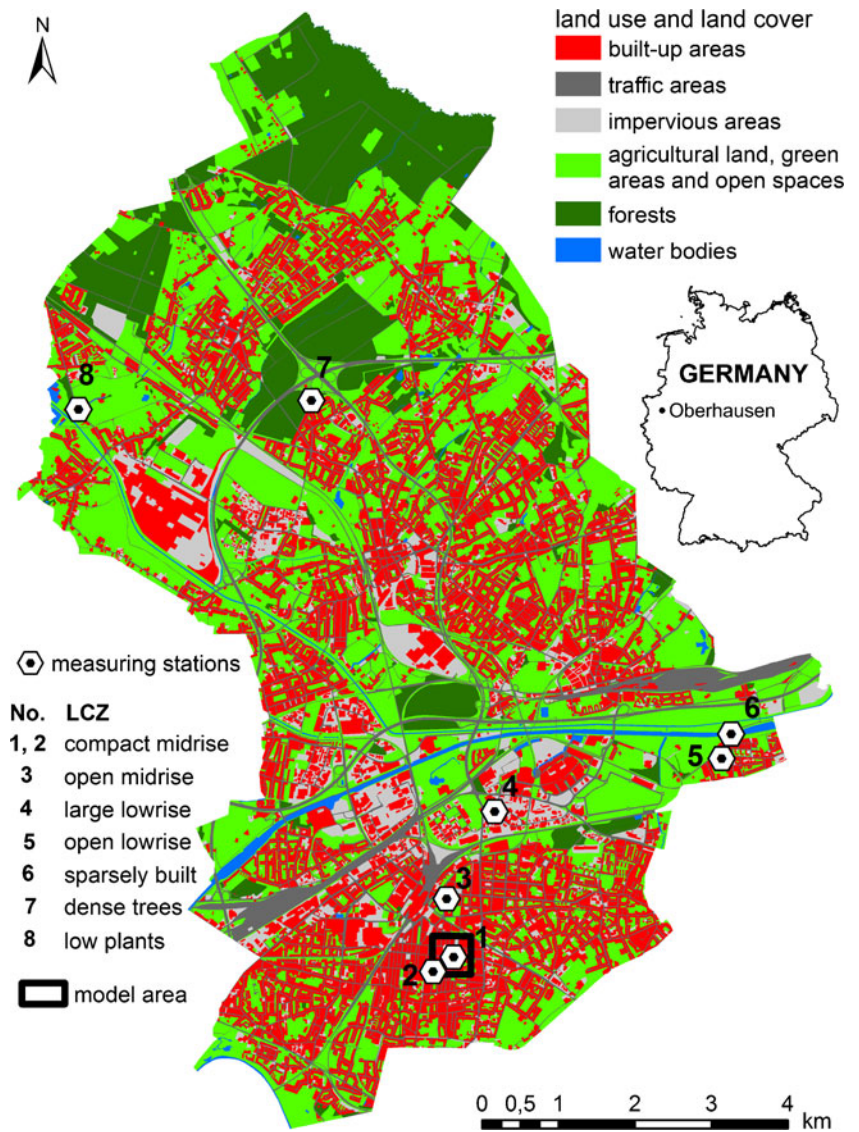 N
land use and land cover
built-up areas
traffic areas
impervious areas
agricultural land, green
areas and open spaces
forests
water bodies
GERMANY
Oberhausen
8
7
measuring stations
No. LCZ
1, 2 compact midrise
3 open midrise
4 large lowrise
5 open lowrise
6 sparsely built
7 dense trees
8 low plants
model area
6
5
4
3
1
2
0 0,5 1 2 3 4
km